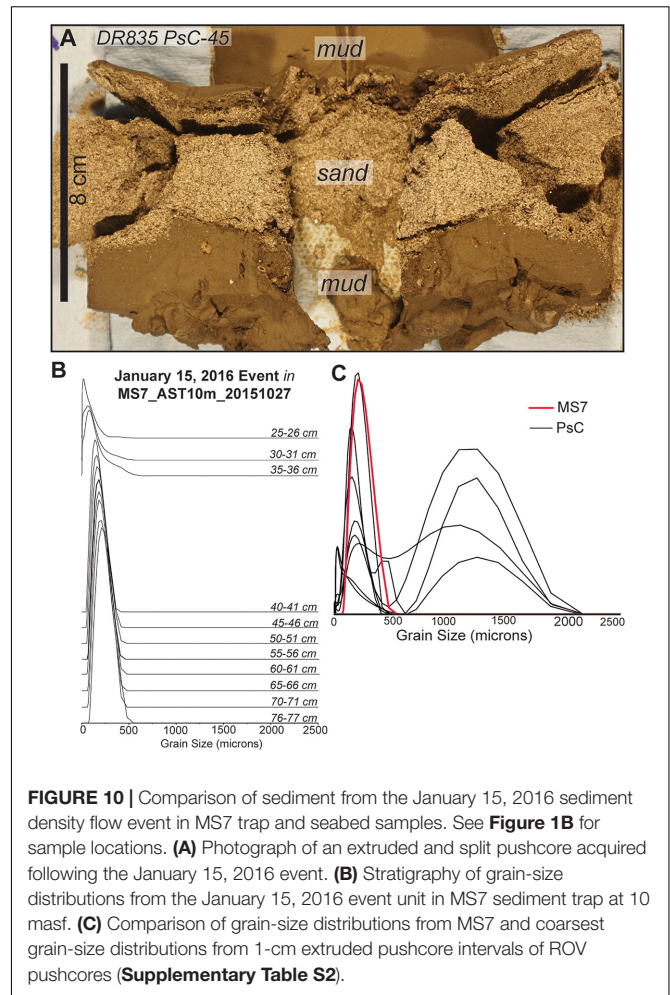 A DR835 PsC-45
mud
8 cm
sand
mud
B
January 15, 2016 Event in
MS7_AST10m_20151027
25-26 cm
30-31 cm
35-36 cm
40-41 cm
45-46 cm
50-51 cm
55-56 cm
60-61 cm
65-66 cm
70-71 cm
76-77 cm
0 500 1000 1500 2000 2500
Grain Size (microns)
C
MS7
PsC
0 500 1000 1500 2000 2500
Grain Size (microns)
FIGURE 10 | Comparison of sediment from the January 15, 2016 sediment
density flow event in MS7 trap and seabed samples. See Figure 1B for
sample locations. (A) Photograph of an extruded and split pushcore acquired
following the January 15, 2016 event. (B) Stratigraphy of grain-size
distributions from the January 15, 2016 event unit in MS7 sediment trap at 10
masf. (C) Comparison of grain-size distributions from MS7 and coarsest
grain-size distributions from 1-cm extruded pushcore intervals of ROV
pushcores (Supplementary Table S2).